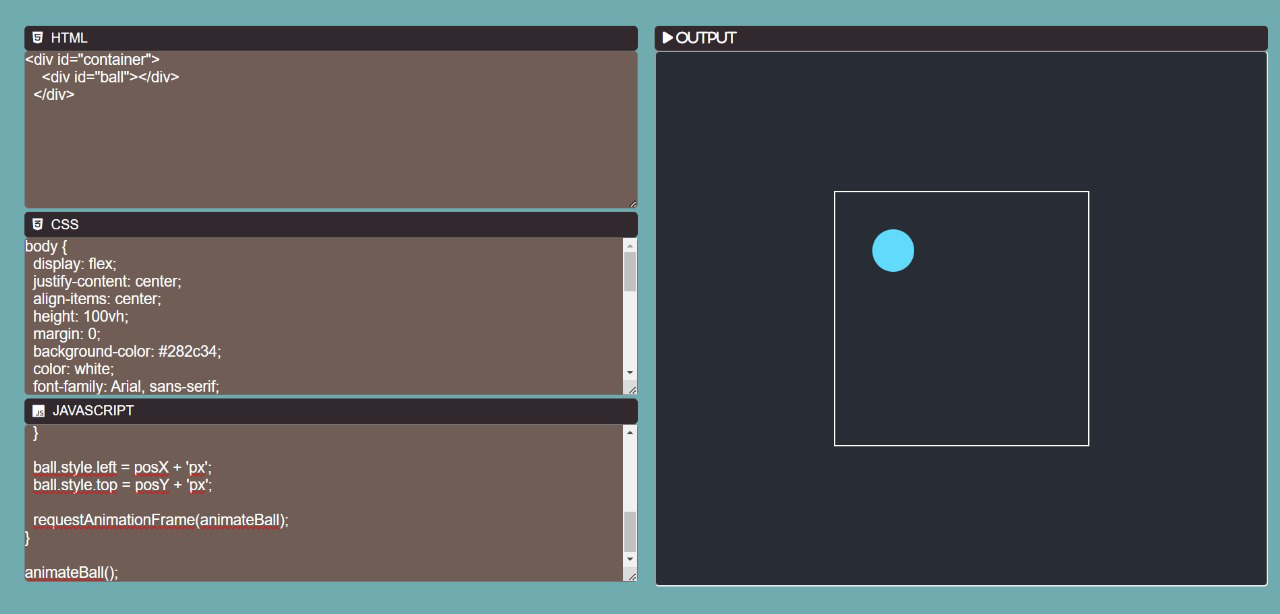 HTML
<div id="container">
    <div id="ball"></div>
  </div>
CSS
body {
  display: flex;
  justify-content: center;
  align-items: center;
  height: 100vh;
  margin: 0;
  background-color: #282c34;
  color: white;
  font-family: Arial, sans-serif;
JS JAVASCRIPT
  }
  ball.style.left = posX + 'px';
  ball.style.top = posY + 'px';
  requestAnimationFrame(animateBall);
}
animateBall();
OUTPUT